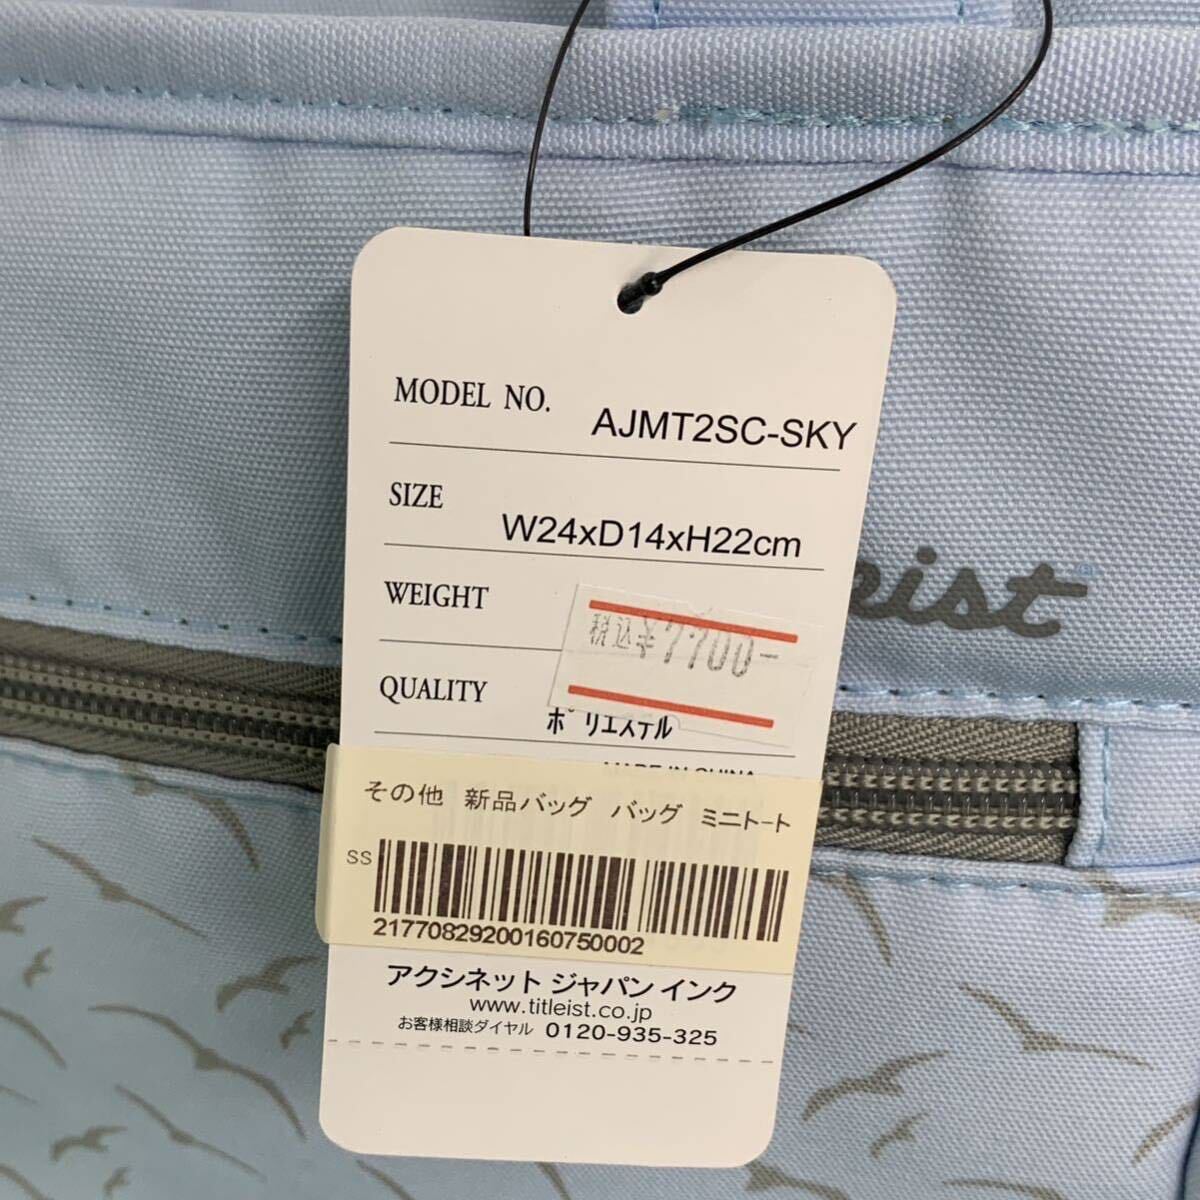 MODEL NO. AJMT2SC-SKY
SIZE W24xD14xH22cm
WEIGHT
税込¥7700-
QUALITY ポリエステル
MADE IN CHINA
その他 新品バッグ バッグ ミニトート
SS
21770829200160750002
アクシネット ジャパン インク
www.titleist.co.jp
お客様相談ダイヤル 0120-935-325
eist®